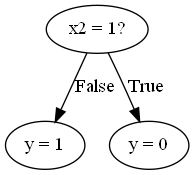 x2 = 1?
False True
y = 1 y = 0